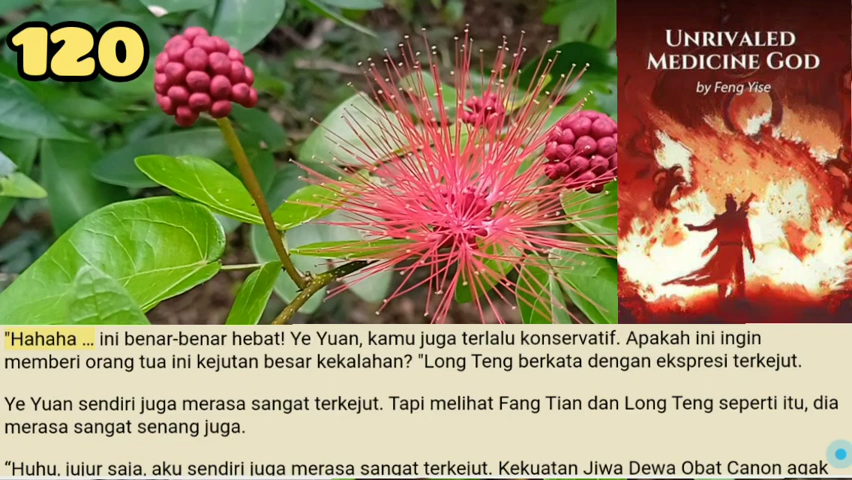 120
UNRIVALED
MEDICINE GOD
by Feng Yise
"Hahaha ... ini benar-benar hebat! Ye Yuan, kamu juga terlalu konservatif. Apakah ini ingin
memberi orang tua ini kejutan besar kekalahan? "Long Teng berkata dengan ekspresi terkejut.
Ye Yuan sendiri juga merasa sangat terkejut. Tapi melihat Fang Tian dan Long Teng seperti itu, dia
merasa sangat senang juga.
“Huhu, jujur saja, aku sendiri juga merasa sangat terkejut. Kekuatan Jiwa Dewa Obat Canon agak